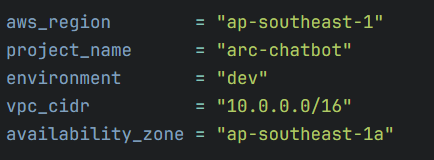 aws_region        = "ap-southeast-1"
project_name      = "arc-chatbot"
environment       = "dev"
vpc_cidr          = "10.0.0.0/16"
availability_zone = "ap-southeast-1a"